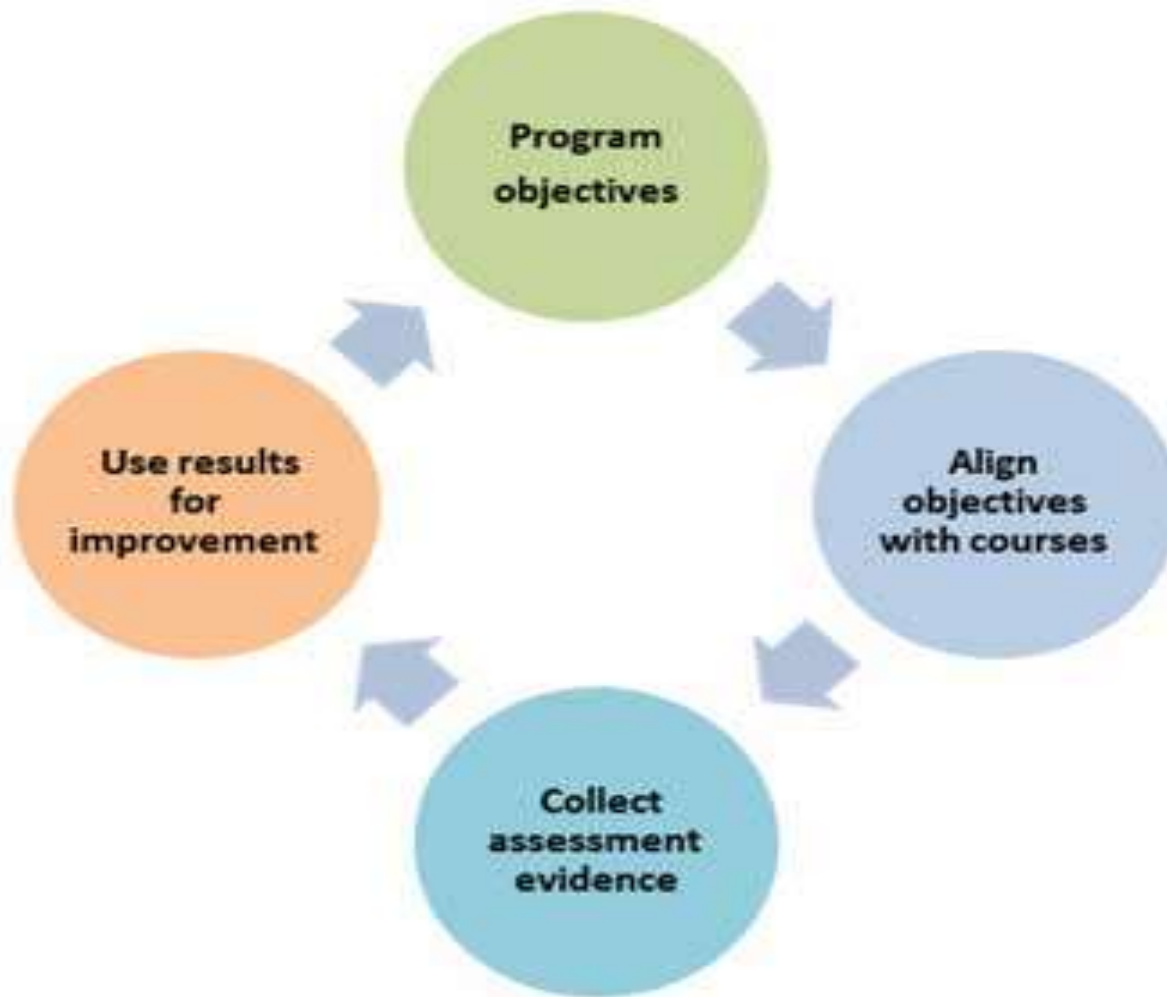 Program
objectives
Align
objectives
with courses
Collect
assessment
evidence
Use results
for
improvement